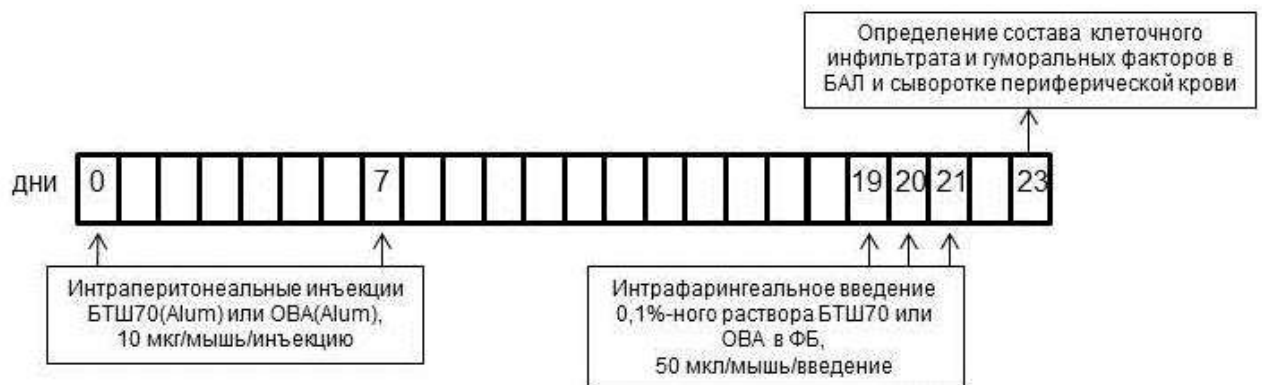 Определение состава клеточного
инфильтрата и гуморальных факторов в
БАЛ и сыворотке периферической крови
дни 0 7 19 20 21 23
Интраперитонеальные инъекции
БТШ70(Alum) или ОВА(Alum),
10 мкг/мышь/инъекцию
Интрафарингеальное введение
0,1%-ного раствора БТШ70 или
ОВА в ФБ,
50 мкл/мышь/введение